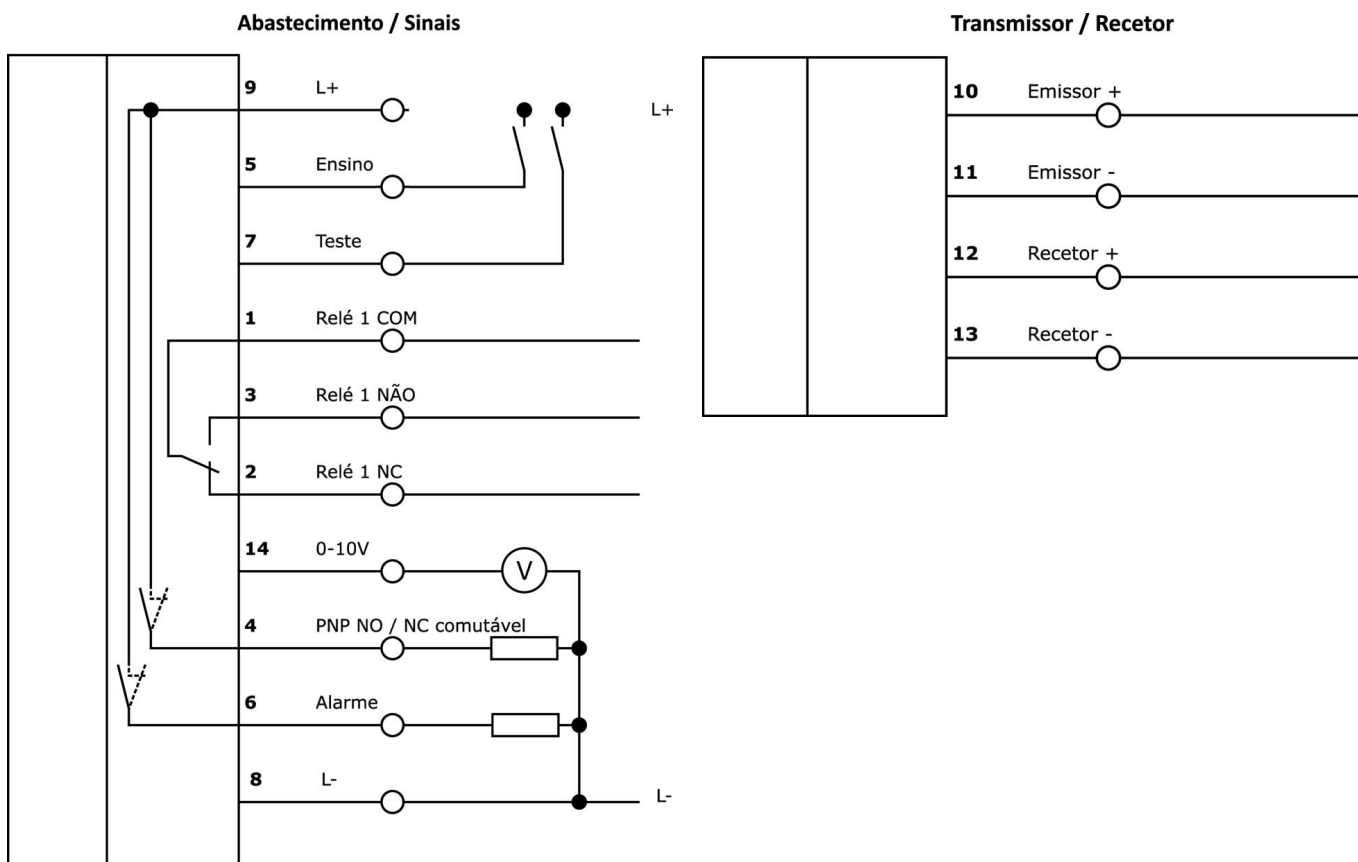 Abastecimento / Sinais
9 L+
L+
5 Ensino
7 Teste
1 Relé 1 COM
3 Relé 1 NÃO
2 Relé 1 NC
14 0-10V
V
4 PNP NO / NC comutável
6 Alarme
8 L-
L-
Transmissor / Recetor
10 Emissor +
11 Emissor -
12 Recetor +
13 Recetor -